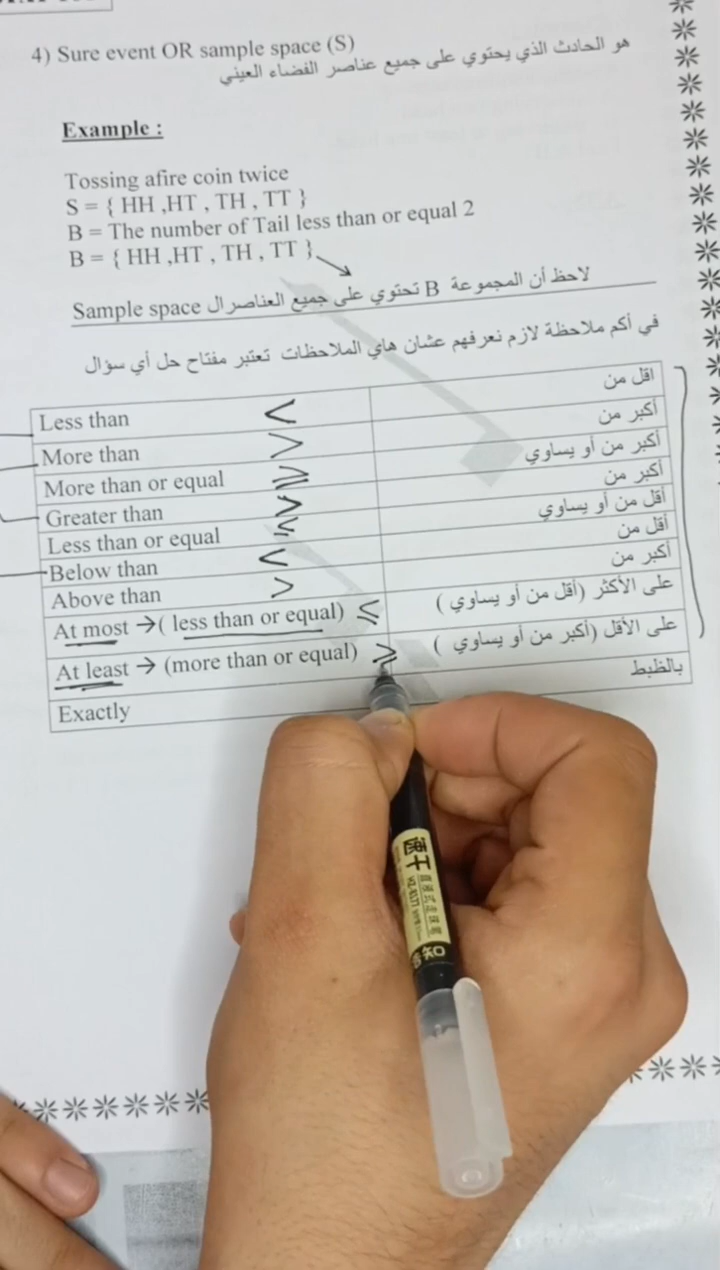 4) Sure event OR sample space (S)
هو الحادث الذي يحتوي على جميع عناصر الفضاء العيني
Example :
Tossing afire coin twice
S = { HH ,HT , TH , TT }
B = The number of Tail less than or equal 2
B = { HH ,HT , TH , TT }
لاحظ أن المجموعة B تحتوي على جميع العناصر ال Sample space
في أكم ملاحظة لازم نعرفهم عشان هاي الملاحظات تعتبر مفتاح حل أي سؤال
Less than < اقل من
More than > أكبر من
More than or equal ≥ أكبر من أو يساوي
Greater than > أكبر من
Less than or equal ≤ أقل من أو يساوي
Below than < أقل من
Above than > أكبر من
At most → ( less than or equal) ≤ على الأكثر (أقل من أو يساوي )
At least → (more than or equal) ≥ على الأقل (أكبر من أو يساوي )
Exactly بالظبط
速干